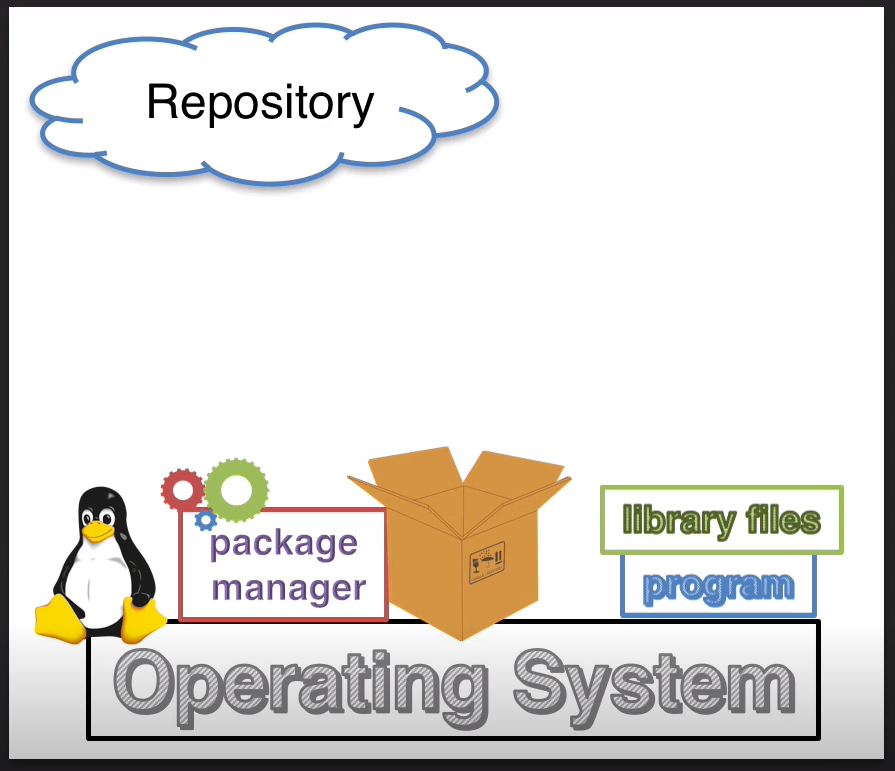 Repository
package
manager
library files
program
Operating System